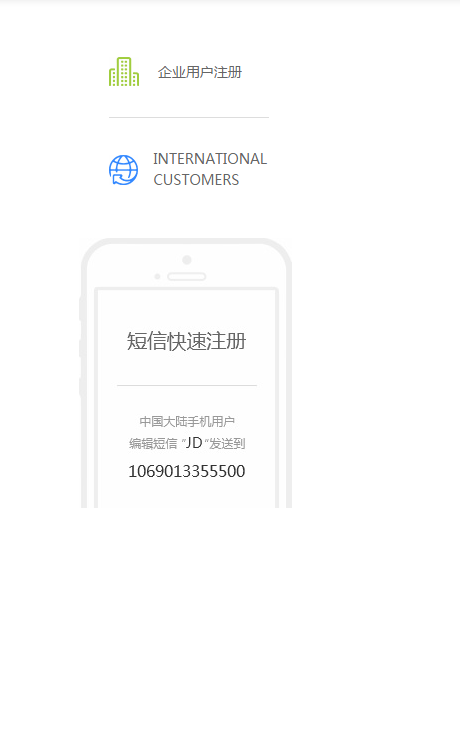 企业用户注册
INTERNATIONAL
CUSTOMERS
短信快速注册
中国大陆手机用户
编辑短信 “JD”发送到
1069013355500